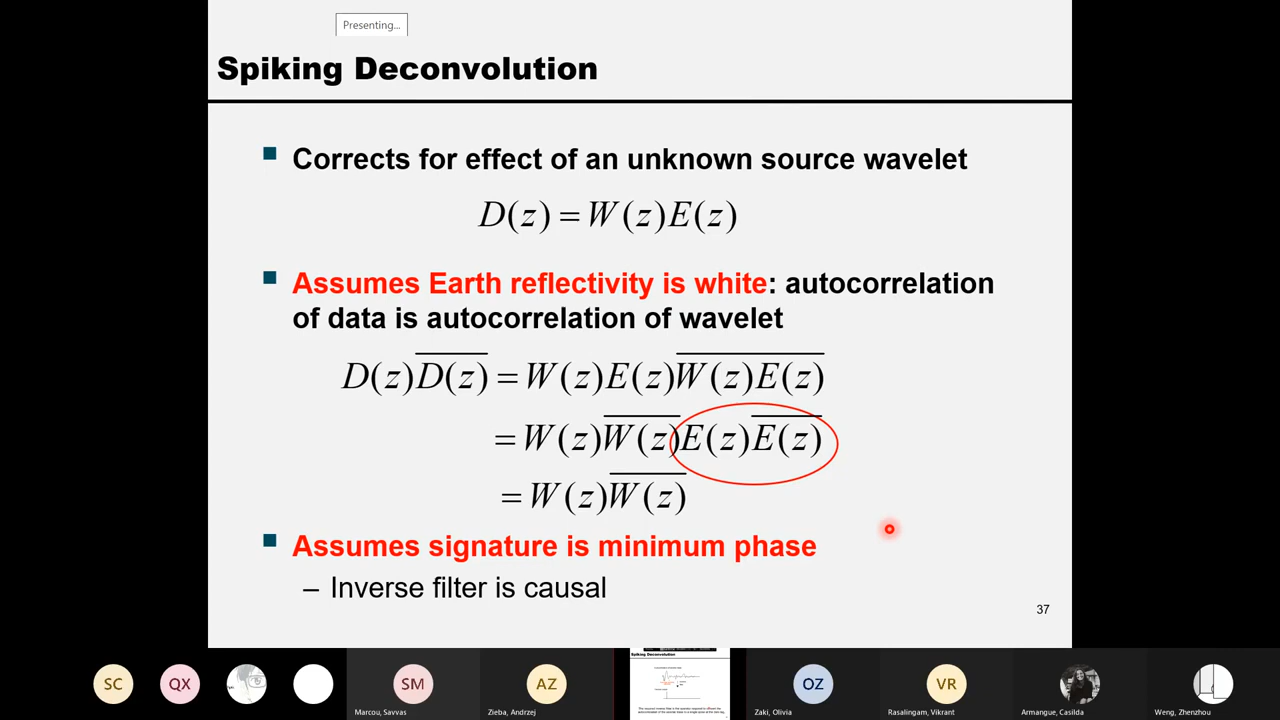 Presenting...
Spiking Deconvolution
Corrects for effect of an unknown source wavelet
D(z) = W(z)E(z)
Assumes Earth reflectivity is white: autocorrelation
of data is autocorrelation of wavelet
D(z)D̅(̅z̅)̅ = W(z)E(z)W̅(̅z̅)̅E̅(̅z̅)̅
= W(z)W̅(̅z̅)̅E(z)E̅(̅z̅)̅
= W(z)W̅(̅z̅)̅
Assumes signature is minimum phase
– Inverse filter is causal
37
SC
QX
SM
AZ
Spiking Deconvolution
OZ
VR
Marcou, Savvas
Zieba, Andrzej
Zaki, Olivia
Rasalingam, Vikrant
Armangue, Casilda
Weng, Zhenzhou